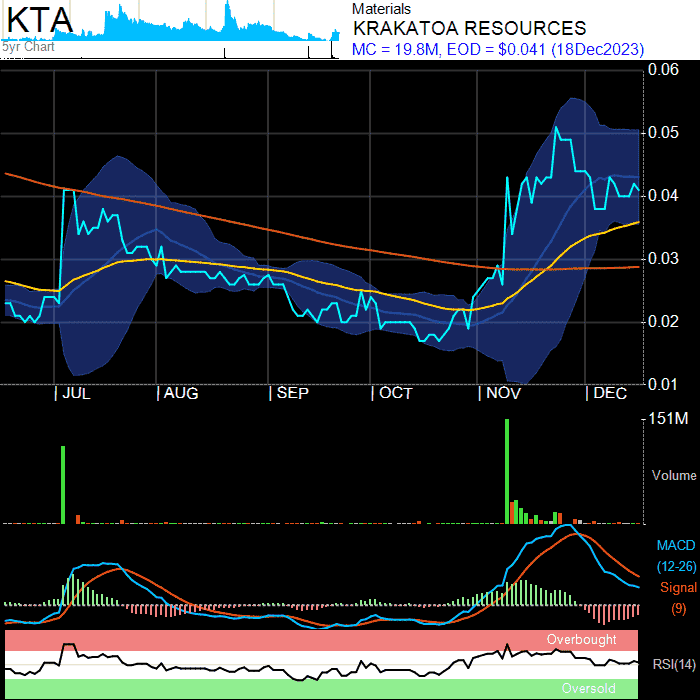 KTA
5yr Chart
Materials
KRAKATOA RESOURCES
MC = 19.8M, EOD = $0.041 (18Dec2023)
0.06
0.05
0.04
0.03
0.02
0.01
| JUL | AUG | SEP | OCT | NOV | DEC
151M
Volume
MACD
(12-26)
Signal
(9)
Overbought
RSI(14)
Oversold